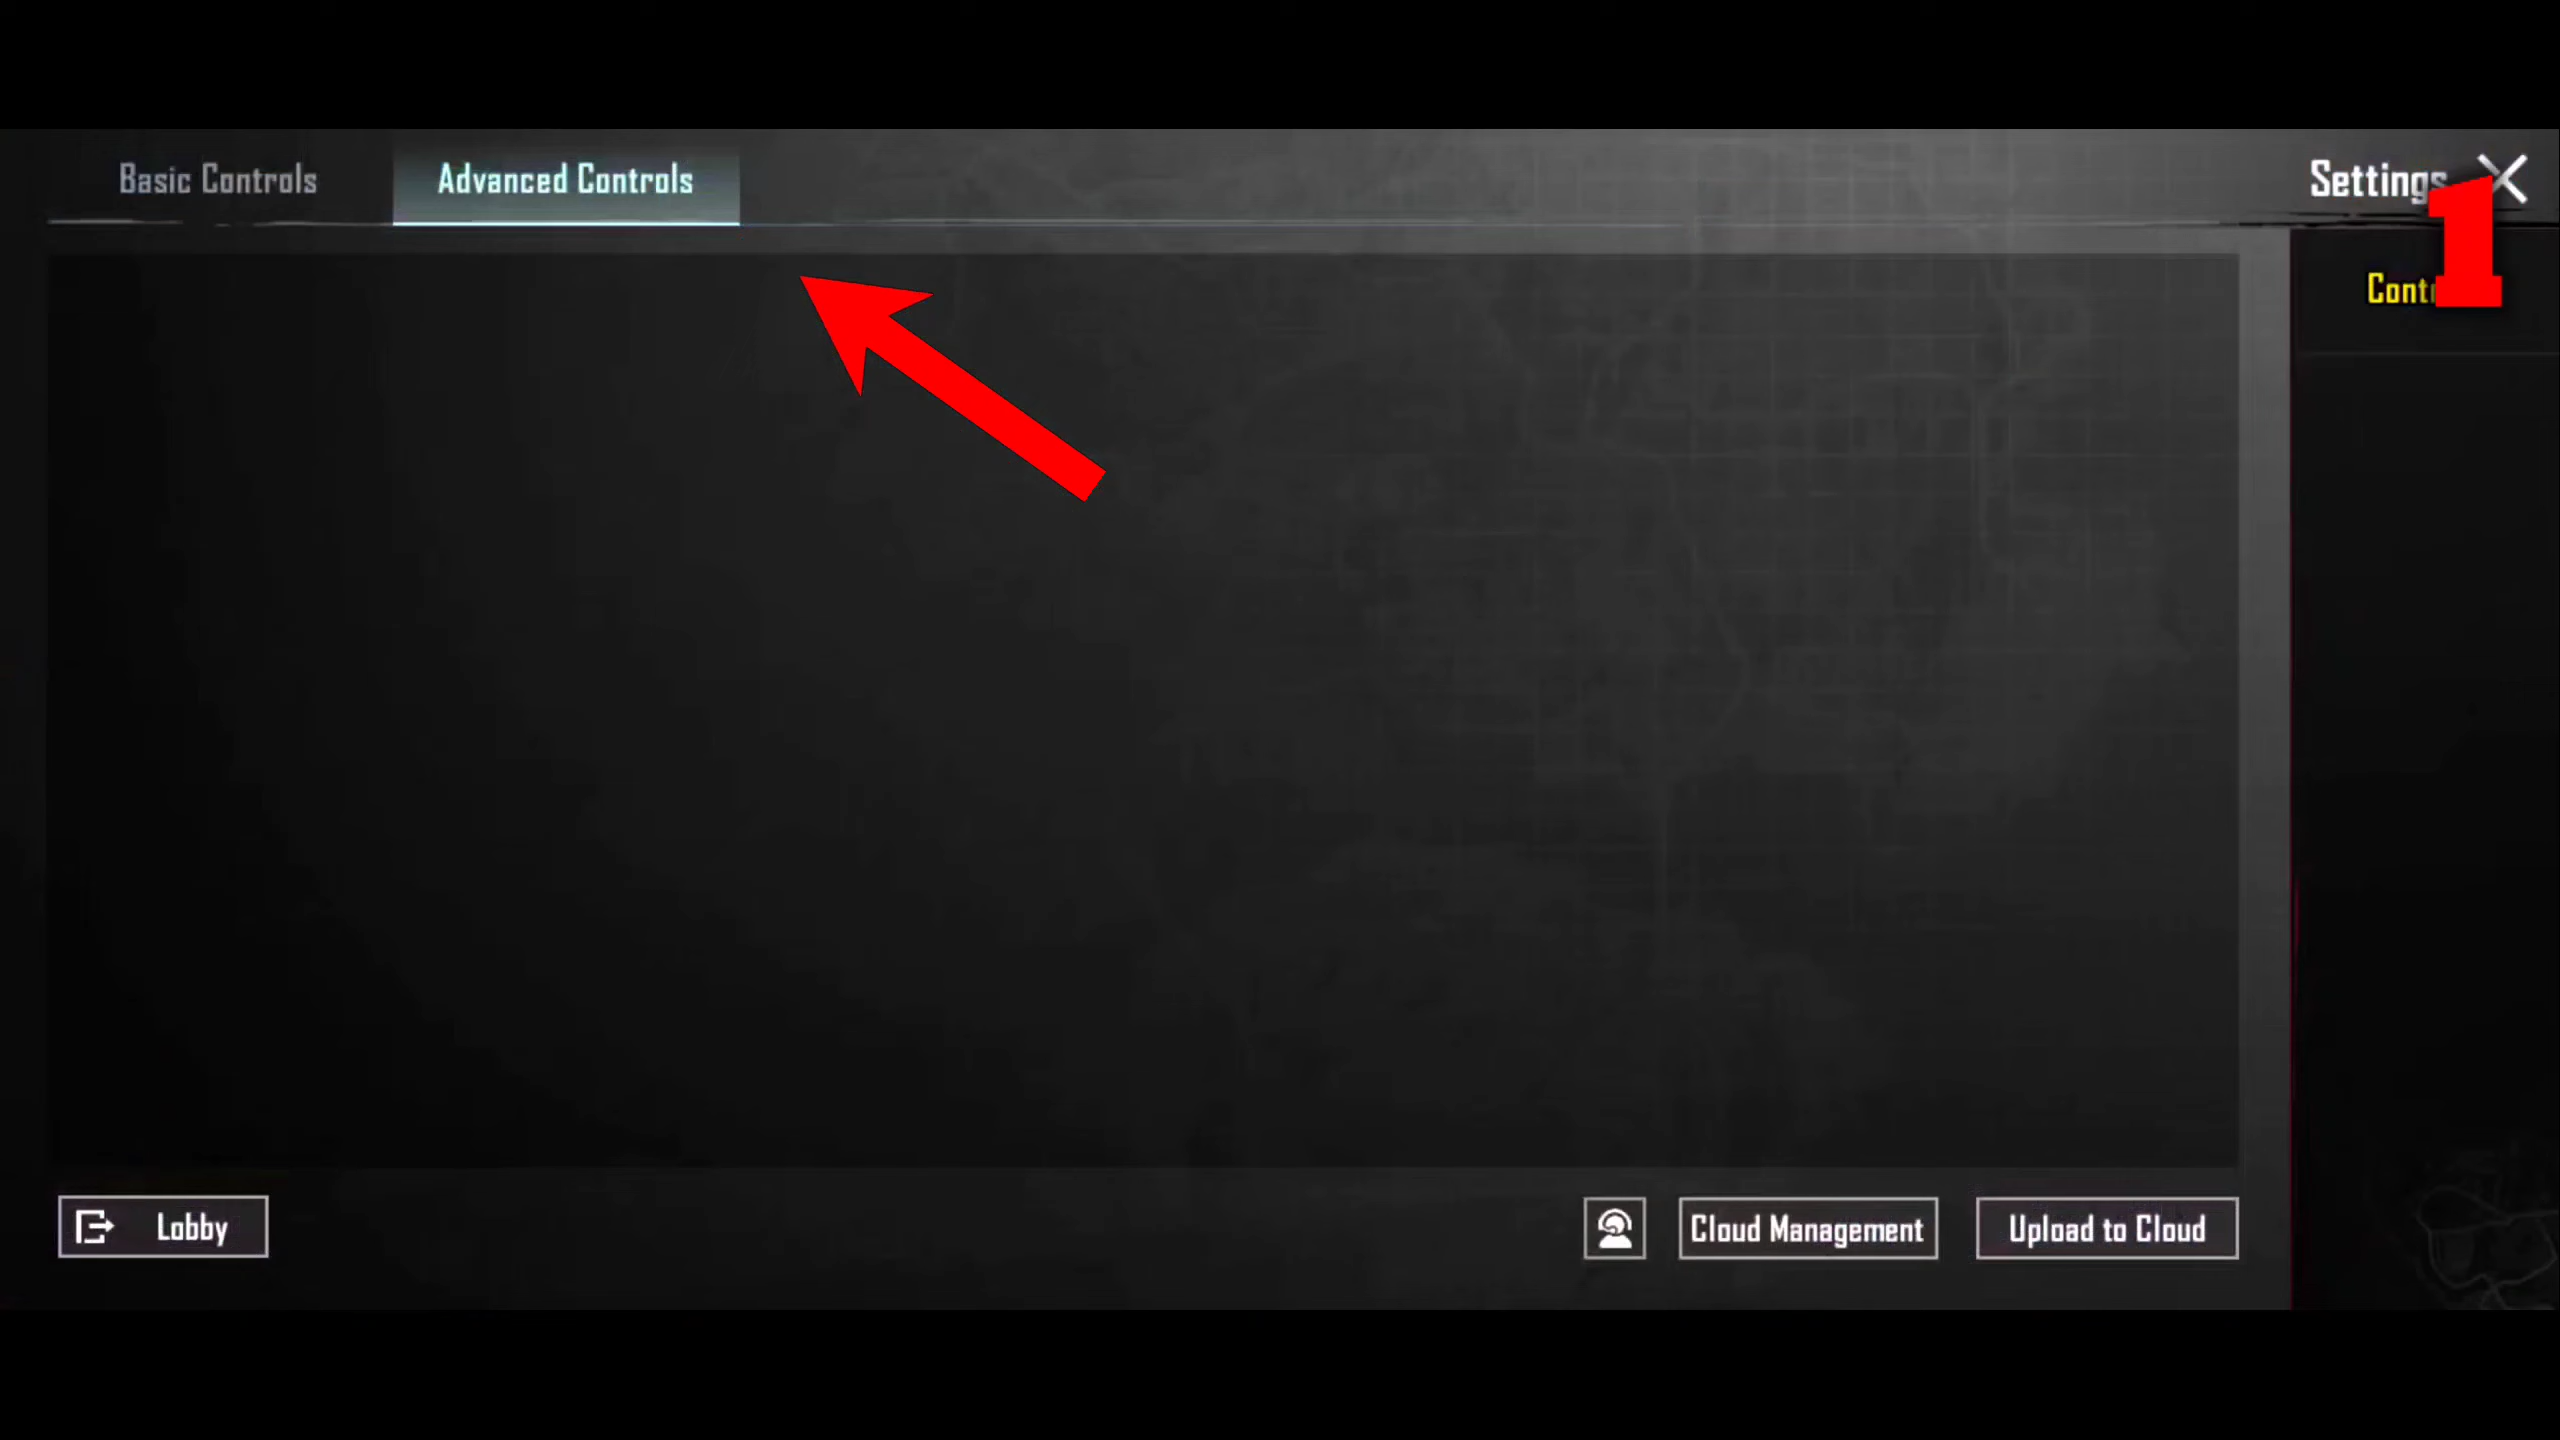 Basic Controls
Advanced Controls
Settings
1
Lobby
Cloud Management
Upload to Cloud